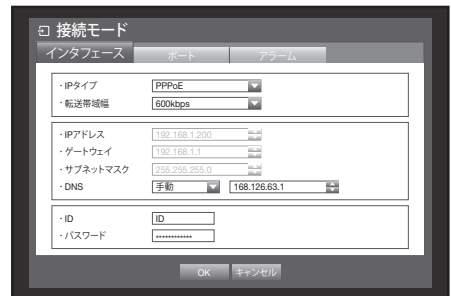 接続モード
インタフェース ポート アラーム
・IPタイプ PPPoE
・転送帯域幅 600kbps
・IPアドレス 192.168.1.200
・ゲートウェイ 192.168.1.1
・サブネットマスク 255.255.255.0
・DNS 手動 168.126.63.1
・ID ID
・パスワード ************
OK キャンセル